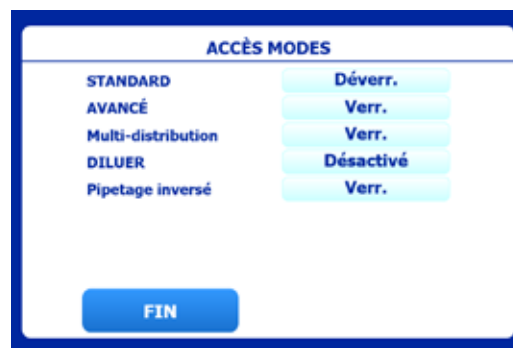 ACCÈS MODES
STANDARD Déverr.
AVANCÉ Verr.
Multi-distribution Verr.
DILUER Désactivé
Pipetage inversé Verr.
FIN